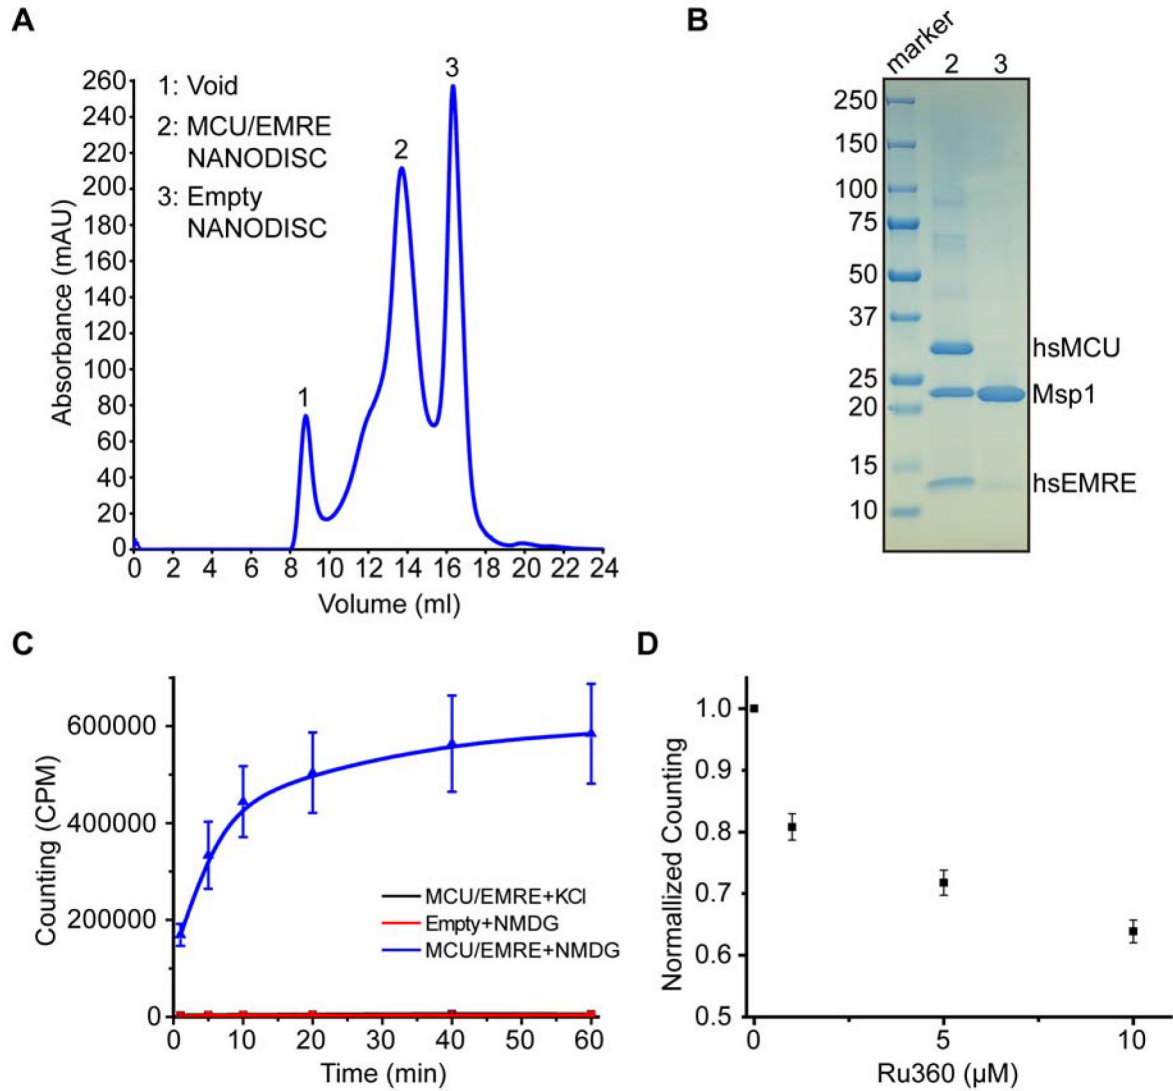 A
260
240
220
200
180
160
140
120
100
80
60
40
20
0
Absorbance (mAU)
1: Void
2: MCU/EMRE
NANODISC
3: Empty
NANODISC
1
2
3
0 2 4 6 8 10 12 14 16 18 20 22 24
Volume (ml)
B
marker 2 3
250
150
100
75
50
37
25
20
15
10
hsMCU
Msp1
hsEMRE
C
600000
400000
200000
0
Counting (CPM)
MCU/EMRE+KCl
Empty+NMDG
MCU/EMRE+NMDG
0 10 20 30 40 50 60
Time (min)
D
1.0
0.9
0.8
0.7
0.6
0.5
Normallized Counting
0 5 10
Ru360 (µM)